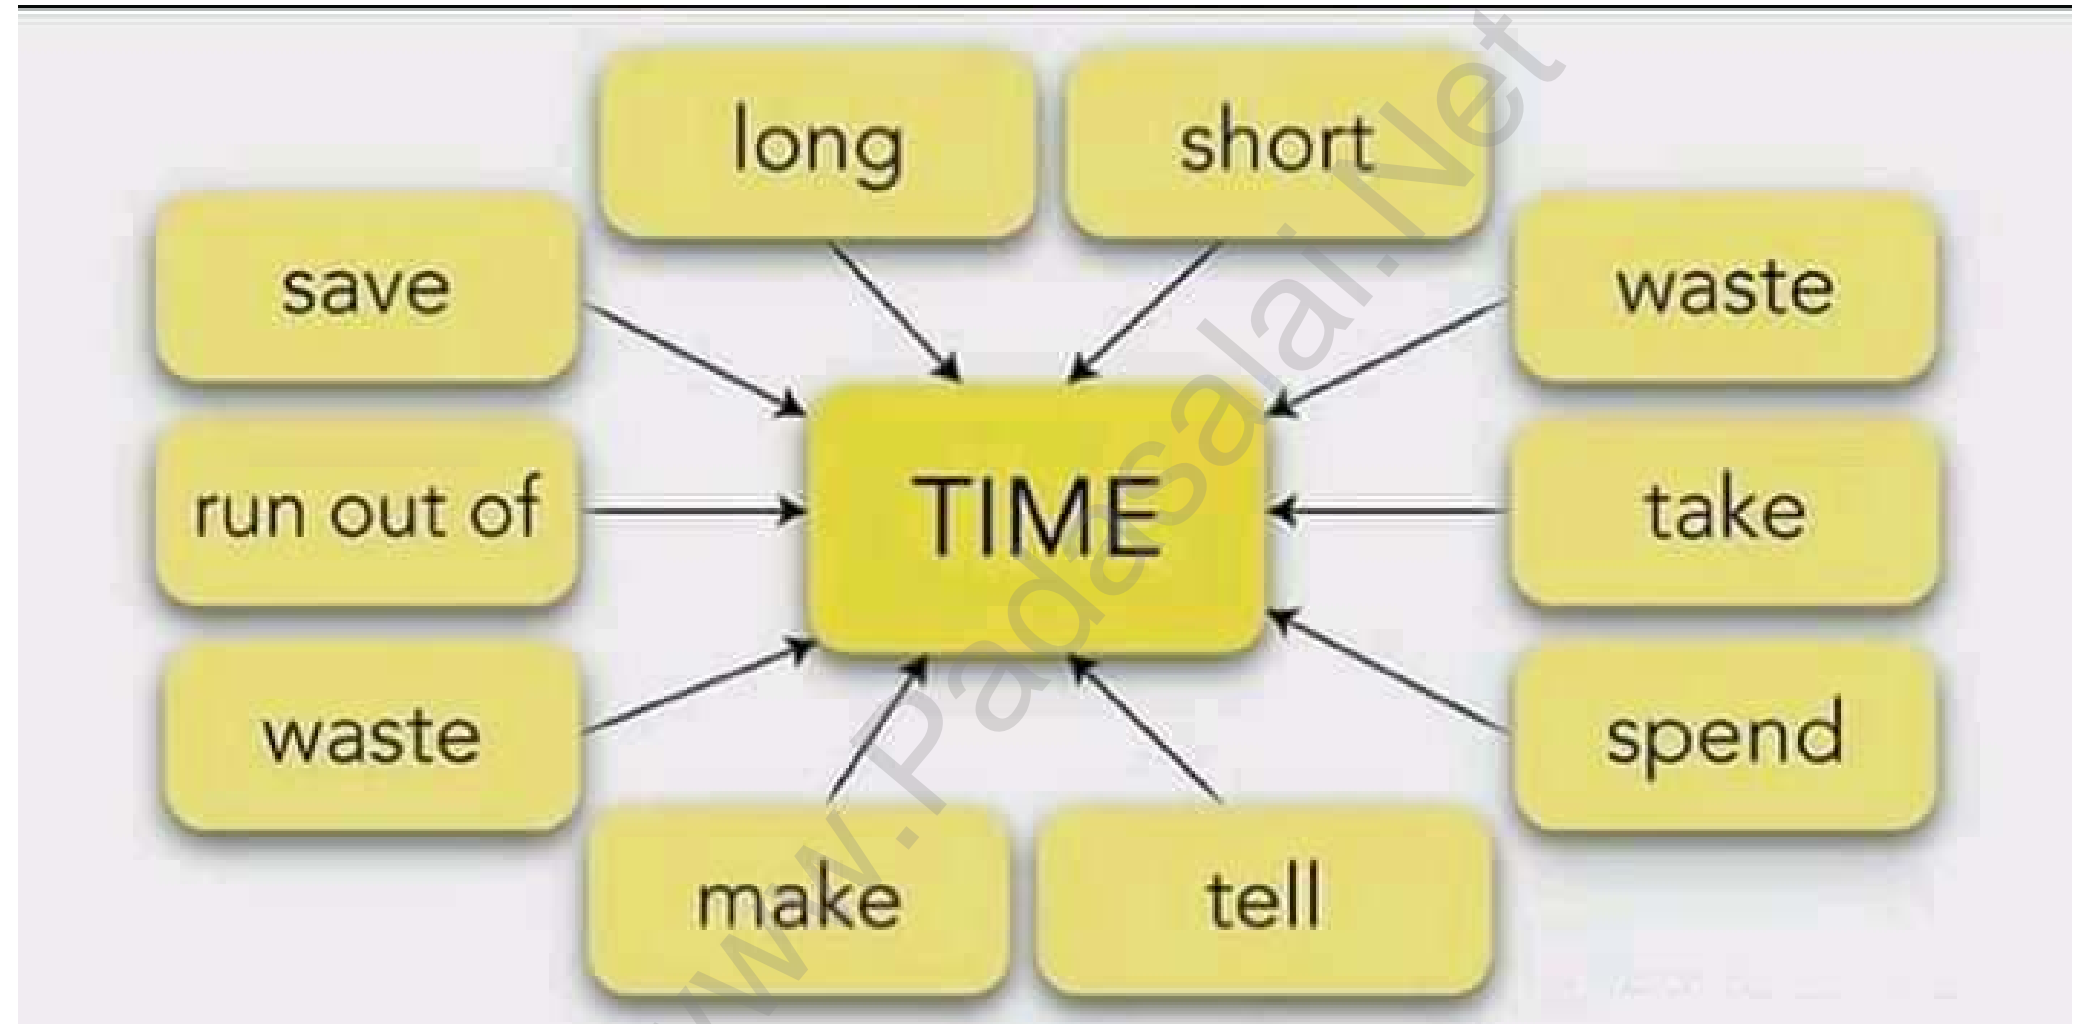 long
short
save
waste
run out of
TIME
take
waste
spend
make
tell
www.Padasalai.Net